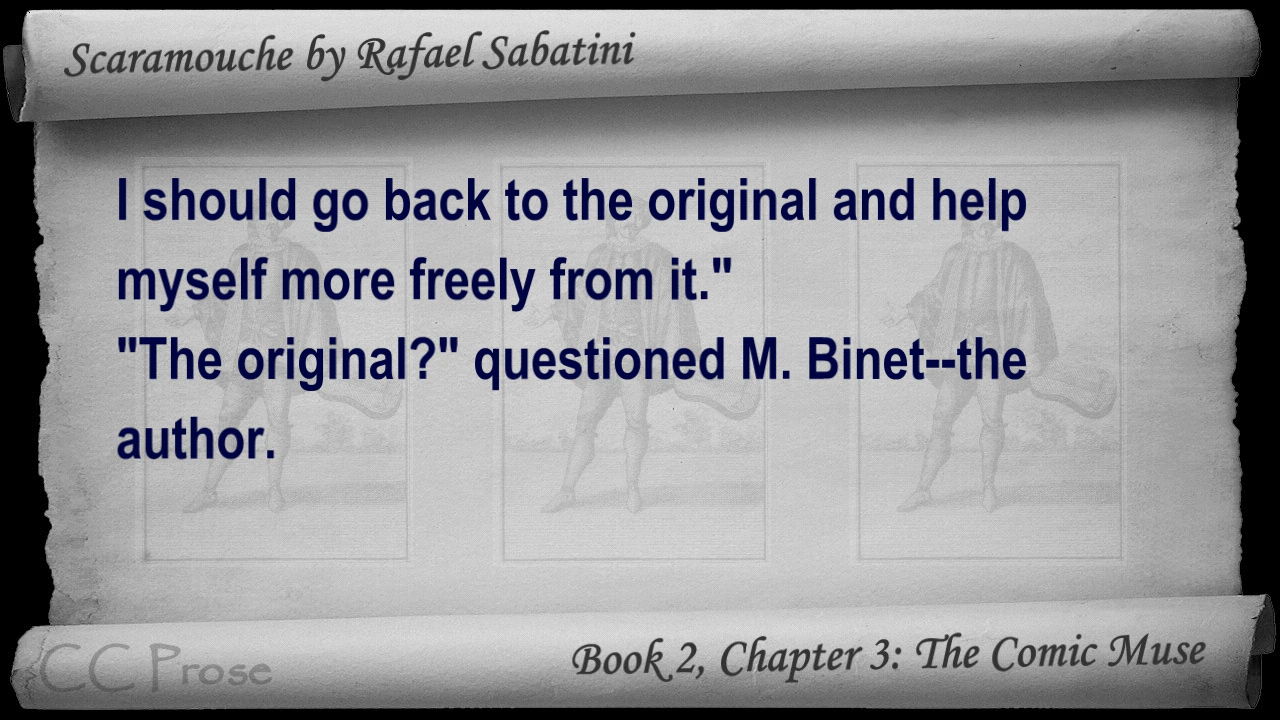 Scaramouche by Rafael Sabatini
I should go back to the original and help
myself more freely from it."
"The original?" questioned M. Binet--the
author.
CC Prose
Book 2, Chapter 3: The Comic Muse